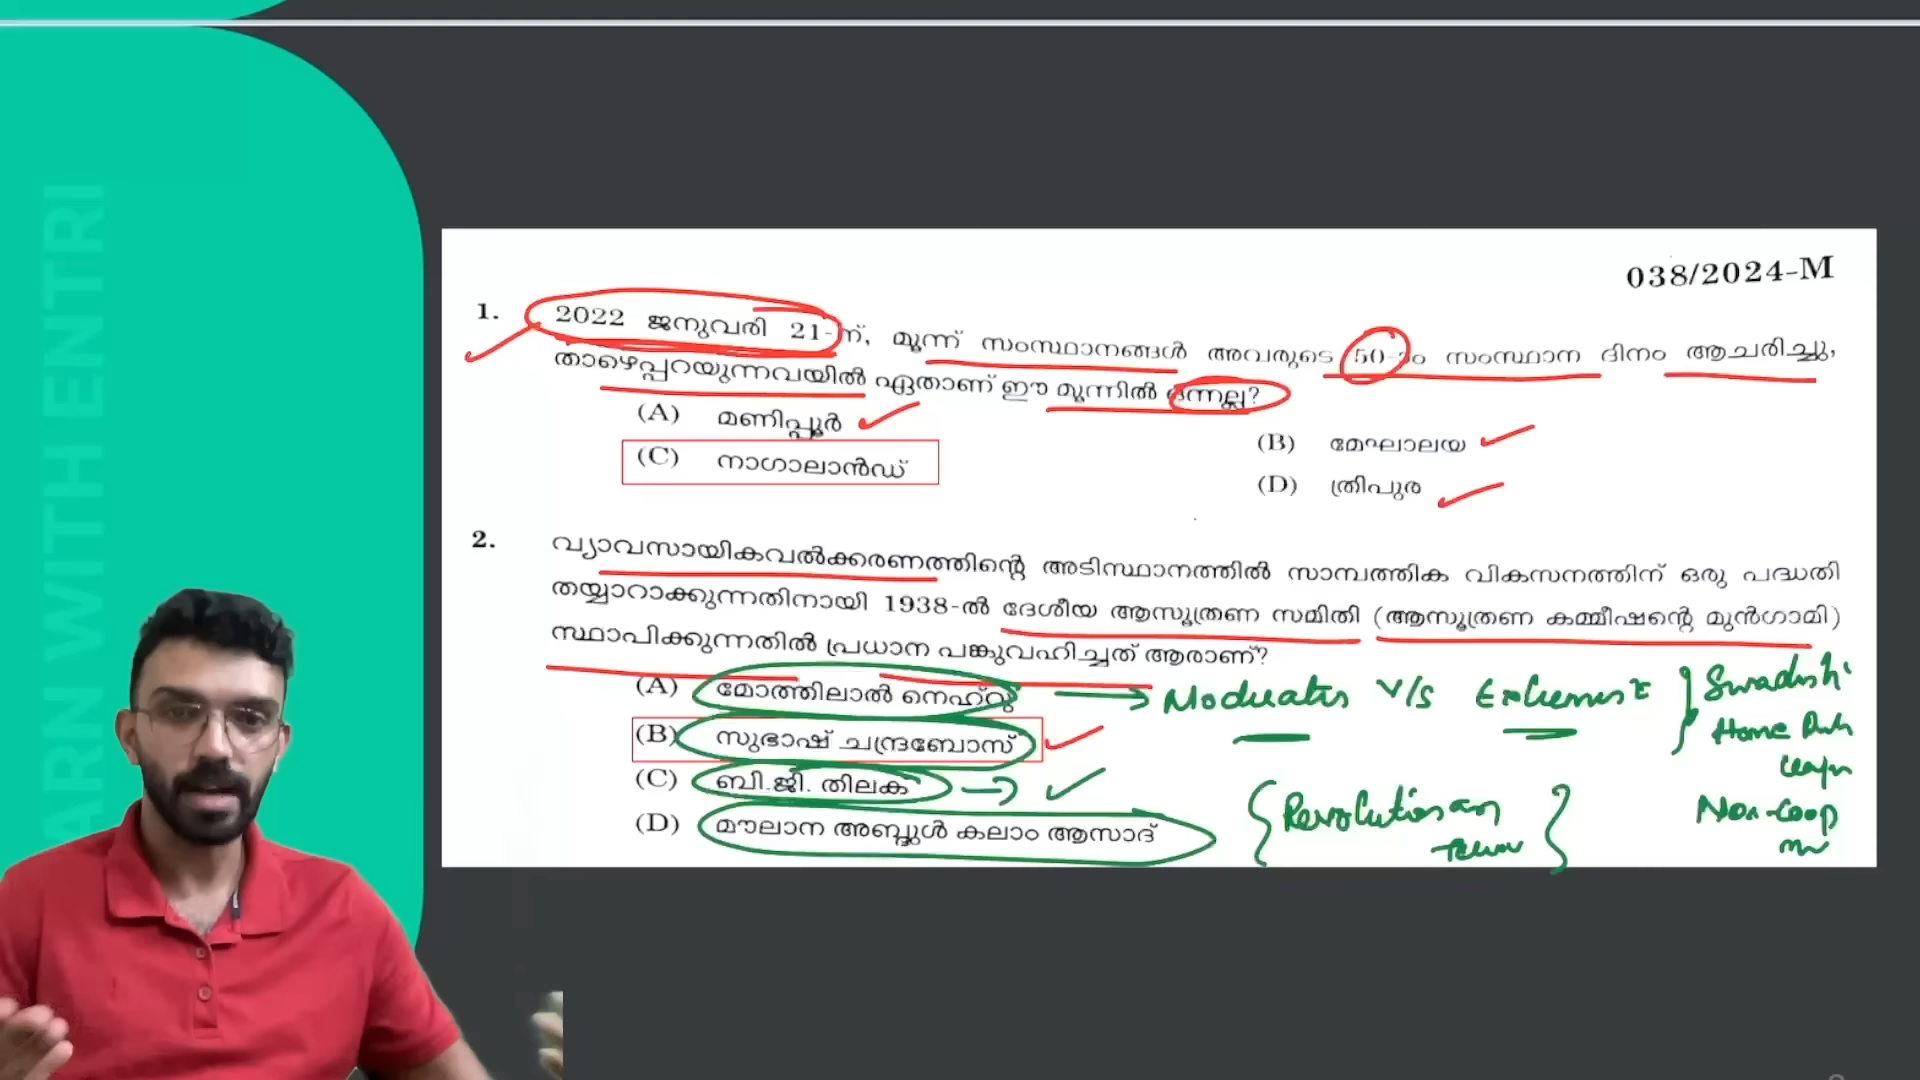 LEARN WITH ENTRI
038/2024-M
1. 2022 ജനുവരി 21-ന്, മൂന്ന് സംസ്ഥാനങ്ങൾ അവരുടെ 50-ാം സംസ്ഥാന ദിനം ആചരിച്ചു,
താഴെപ്പറയുന്നവയിൽ ഏതാണ് ഈ മൂന്നിൽ ഒന്നല്ല?
(A) മണിപ്പൂർ
(B) മേഘാലയ
(C) നാഗാലാൻഡ്
(D) ത്രിപുര
2. വ്യാവസായികവൽക്കരണത്തിന്റെ അടിസ്ഥാനത്തിൽ സാമ്പത്തിക വികസനത്തിന് ഒരു പദ്ധതി
തയ്യാറാക്കുന്നതിനായി 1938-ൽ ദേശീയ ആസൂത്രണ സമിതി (ആസൂത്രണ കമ്മീഷന്റെ മുൻഗാമി)
സ്ഥാപിക്കുന്നതിൽ പ്രധാന പങ്കുവഹിച്ചത് ആരാണ്?
(A) മോത്തിലാൽ നെഹ്റു
(B) സുഭാഷ് ചന്ദ്രബോസ്
(C) ബി.ജി. തിലക്
(D) മൗലാന അബ്ദുൾ കലാം ആസാദ്
Moderates v/s Extremist
Swadeshi
Home Rule
Revolutionary
Non-Coop